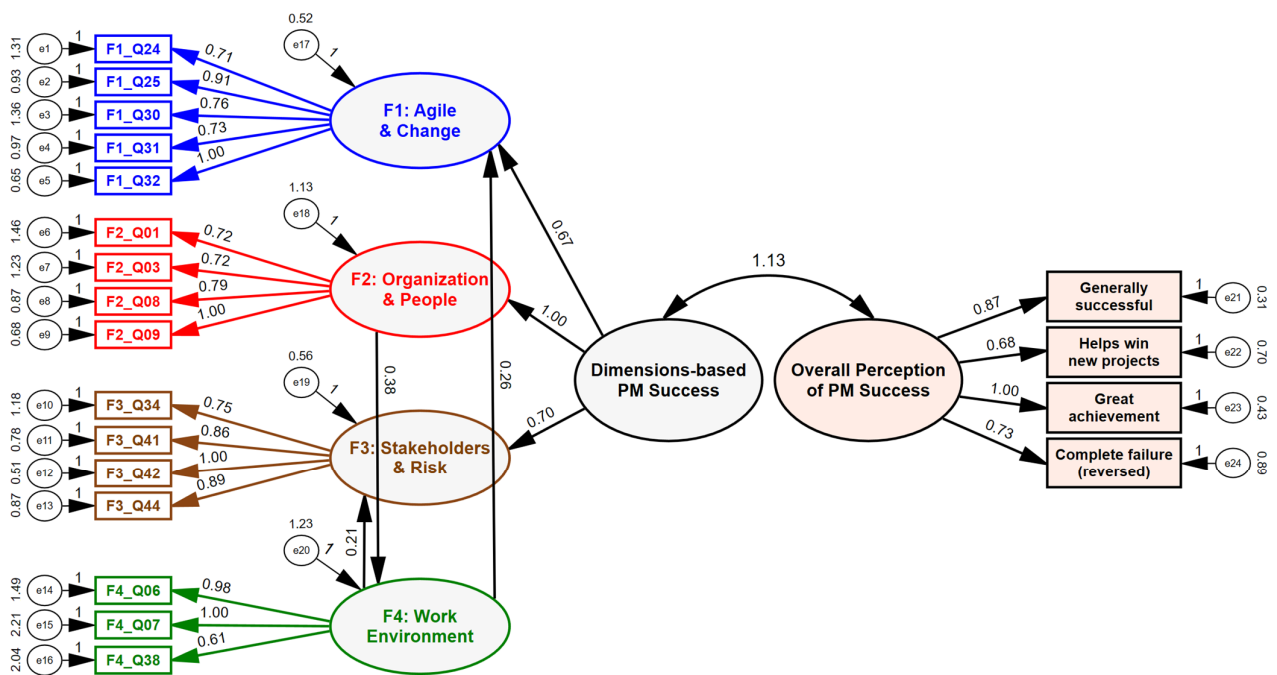 0.52
e17
1
1.31
e1
1
F1_Q24
0.71
0.93
e2
1
F1_Q25
0.91
1.36
e3
1
F1_Q30
0.76
0.97
e4
1
F1_Q31
0.73
0.65
e5
1
F1_Q32
1.00
F1: Agile
& Change
1.13
e18
1
1.46
e6
1
F2_Q01
0.72
1.23
e7
1
F2_Q03
0.72
0.87
e8
1
F2_Q08
0.79
0.68
e9
1
F2_Q09
1.00
F2: Organization
& People
0.56
e19
1
1.18
e10
1
F3_Q34
0.75
0.78
e11
1
F3_Q41
0.86
0.51
e12
1
F3_Q42
1.00
0.87
e13
1
F3_Q44
0.89
F3: Stakeholders
& Risk
1.23
e20
1
1.49
e14
1
F4_Q06
0.98
2.21
e15
1
F4_Q07
1.00
2.04
e16
1
F4_Q38
0.61
F4: Work
Environment
0.38
0.21
0.26
0.67
1.00
0.70
Dimensions-based
PM Success
1.13
Overall Perception
of PM Success
0.87
Generally
successful
1
e21
0.31
0.68
Helps win
new projects
1
e22
0.70
1.00
Great
achievement
1
e23
0.43
0.73
Complete failure
(reversed)
1
e24
0.89